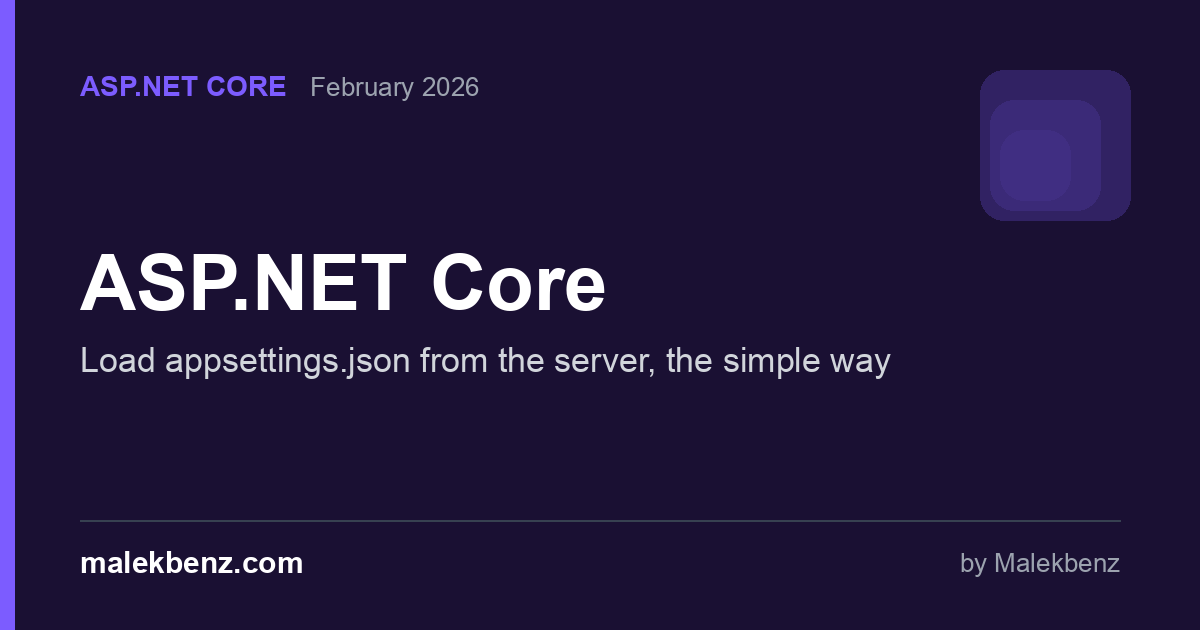 ASP.NET CORE February 2026
ASP.NET Core
Load appsettings.json from the server, the simple way
malekbenz.com
by Malekbenz